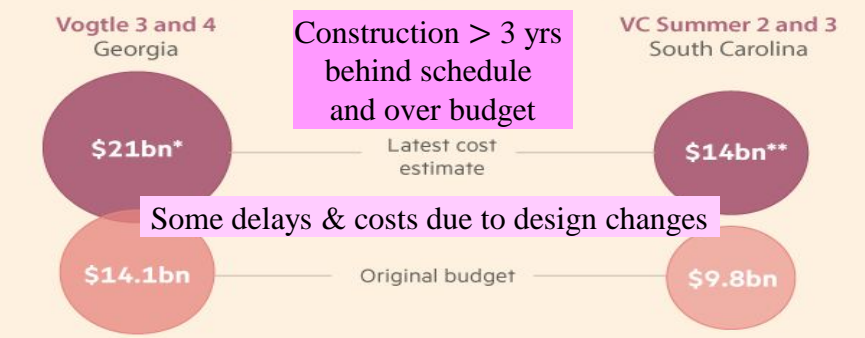 Vogtle 3 and 4
Georgia
Construction > 3 yrs
behind schedule
and over budget
VC Summer 2 and 3
South Carolina
$21bn*
Latest cost
estimate
$14bn**
Some delays & costs due to design changes
$14.1bn
Original budget
$9.8bn